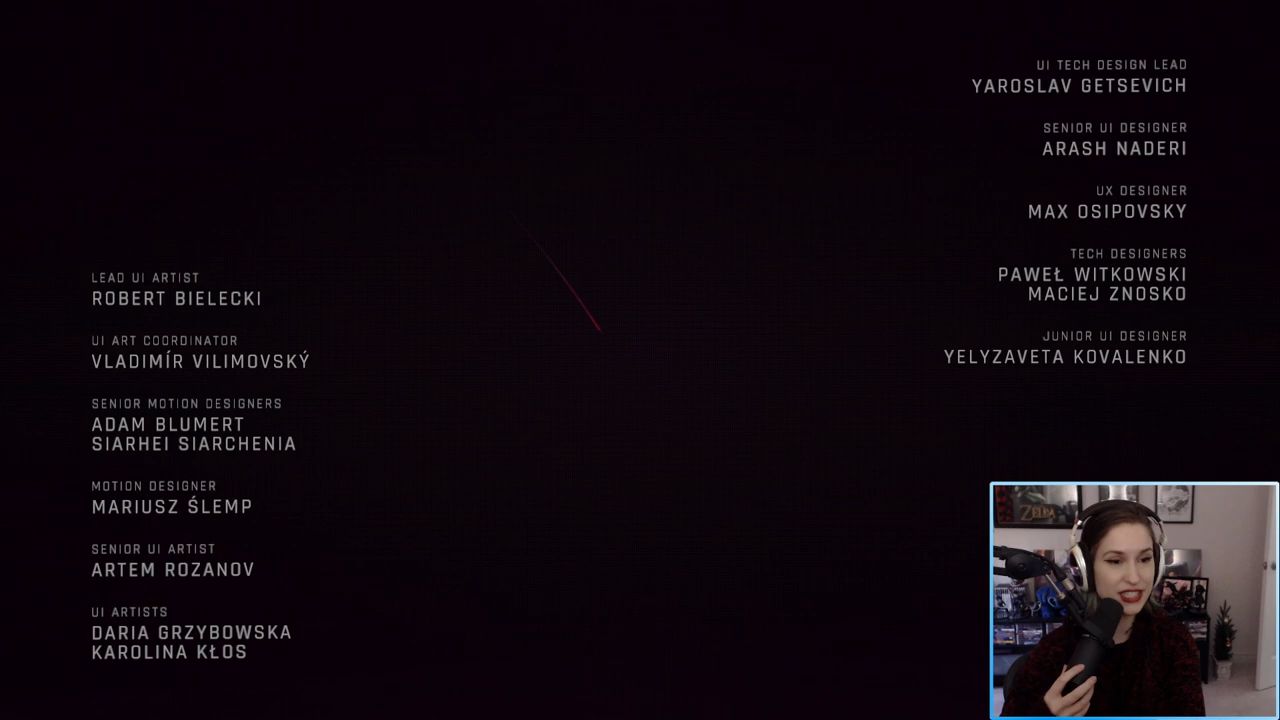 LEAD UI ARTIST
ROBERT BIELECKI
UI ART COORDINATOR
VLADIMÍR VILIMOVSKÝ
SENIOR MOTION DESIGNERS
ADAM BLUMERT
SIARHEI SIARCHENIA
MOTION DESIGNER
MARIUSZ ŚLEMP
SENIOR UI ARTIST
ARTEM ROZANOV
UI ARTISTS
DARIA GRZYBOWSKA
KAROLINA KŁOS
UI TECH DESIGN LEAD
YAROSLAV GETSEVICH
SENIOR UI DESIGNER
ARASH NADERI
UX DESIGNER
MAX OSIPOVSKY
TECH DESIGNERS
PAWEŁ WITKOWSKI
MACIEJ ZNOSKO
JUNIOR UI DESIGNER
YELYZAVETA KOVALENKO
ZELDA